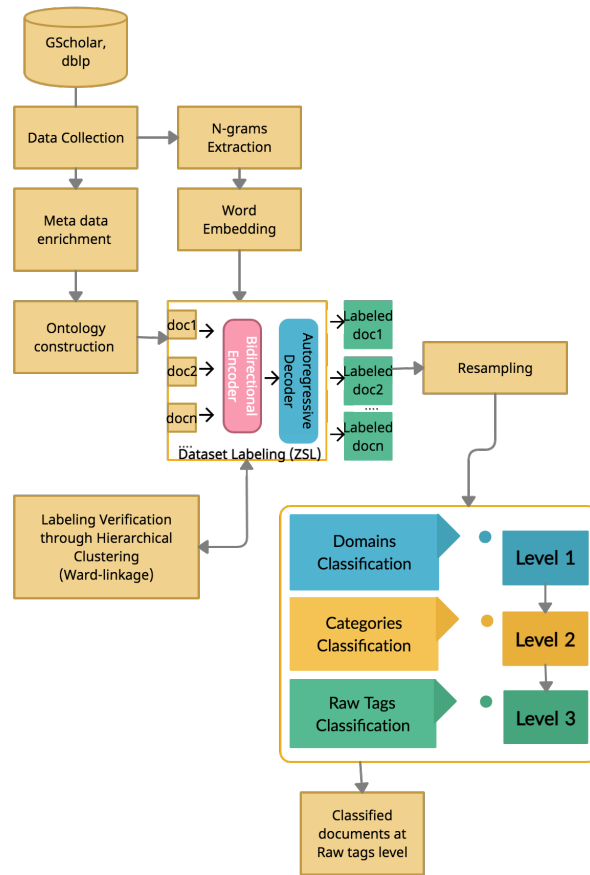 GScholar,
dblp
Data Collection
N-grams
Extraction
Meta data
enrichment
Word
Embedding
Ontology
construction
doc1
doc2
docn
....
Bidirectional
Encoder
Autoregressive
Decoder
Dataset Labeling (ZSL)
Labeled
doc1
Labeled
doc2
....
Labeled
docn
Resampling
Labeling Verification
through Hierarchical
Clustering
(Ward-linkage)
Domains
Classification
Level 1
Categories
Classification
Level 2
Raw Tags
Classification
Level 3
Classified
documents at
Raw tags level